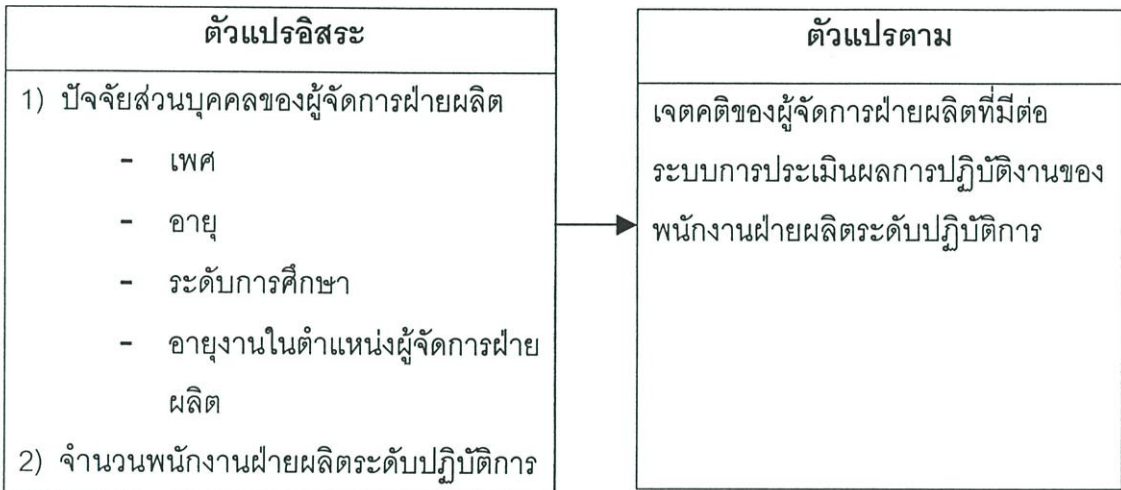 ตัวแปรอิสระ
1) ปัจจัยส่วนบุคคลของผู้จัดการฝ่ายผลิต
- เพศ
- อายุ
- ระดับการศึกษา
- อายุงานในตำแหน่งผู้จัดการฝ่าย
ผลิต
2) จำนวนพนักงานฝ่ายผลิตระดับปฏิบัติการ
ตัวแปรตาม
เจตคติของผู้จัดการฝ่ายผลิตที่มีต่อ
ระบบการประเมินผลการปฏิบัติงานของ
พนักงานฝ่ายผลิตระดับปฏิบัติการ